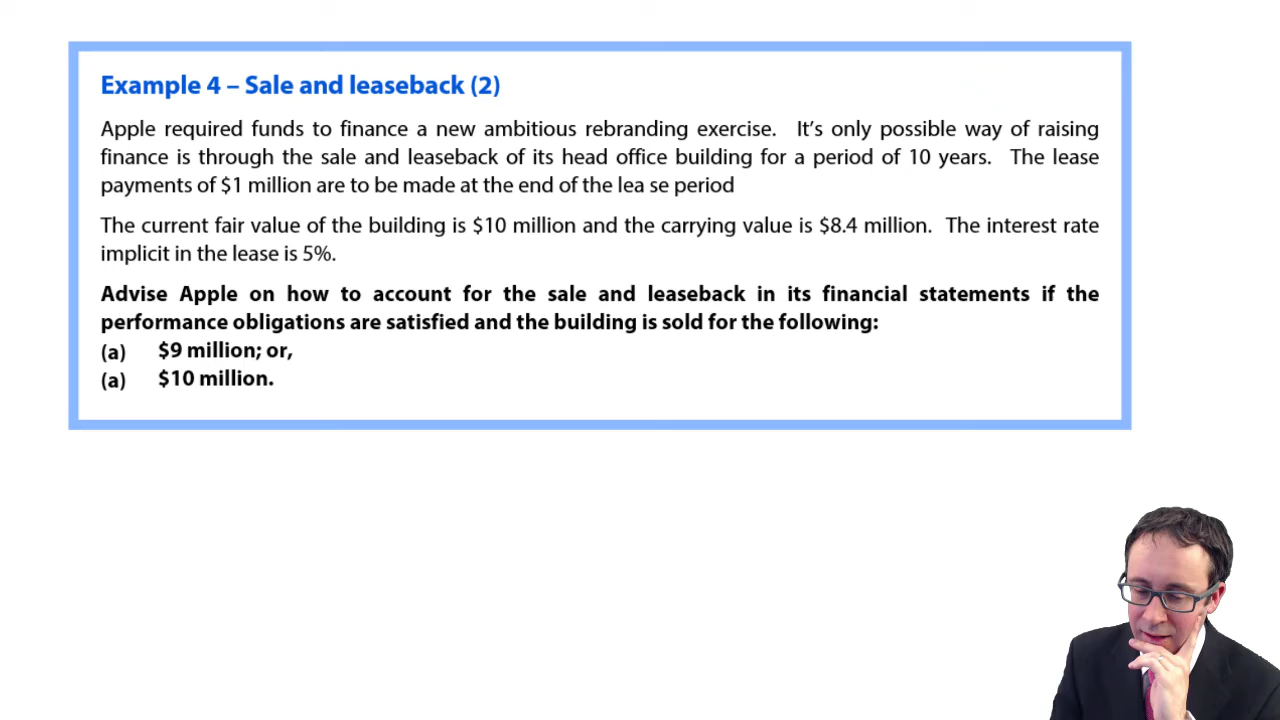 Example 4 – Sale and leaseback (2)
Apple required funds to finance a new ambitious rebranding exercise. It's only possible way of raising
finance is through the sale and leaseback of its head office building for a period of 10 years. The lease
payments of $1 million are to be made at the end of the lea se period
The current fair value of the building is $10 million and the carrying value is $8.4 million. The interest rate
implicit in the lease is 5%.
Advise Apple on how to account for the sale and leaseback in its financial statements if the
performance obligations are satisfied and the building is sold for the following:
(a) $9 million; or,
(a) $10 million.